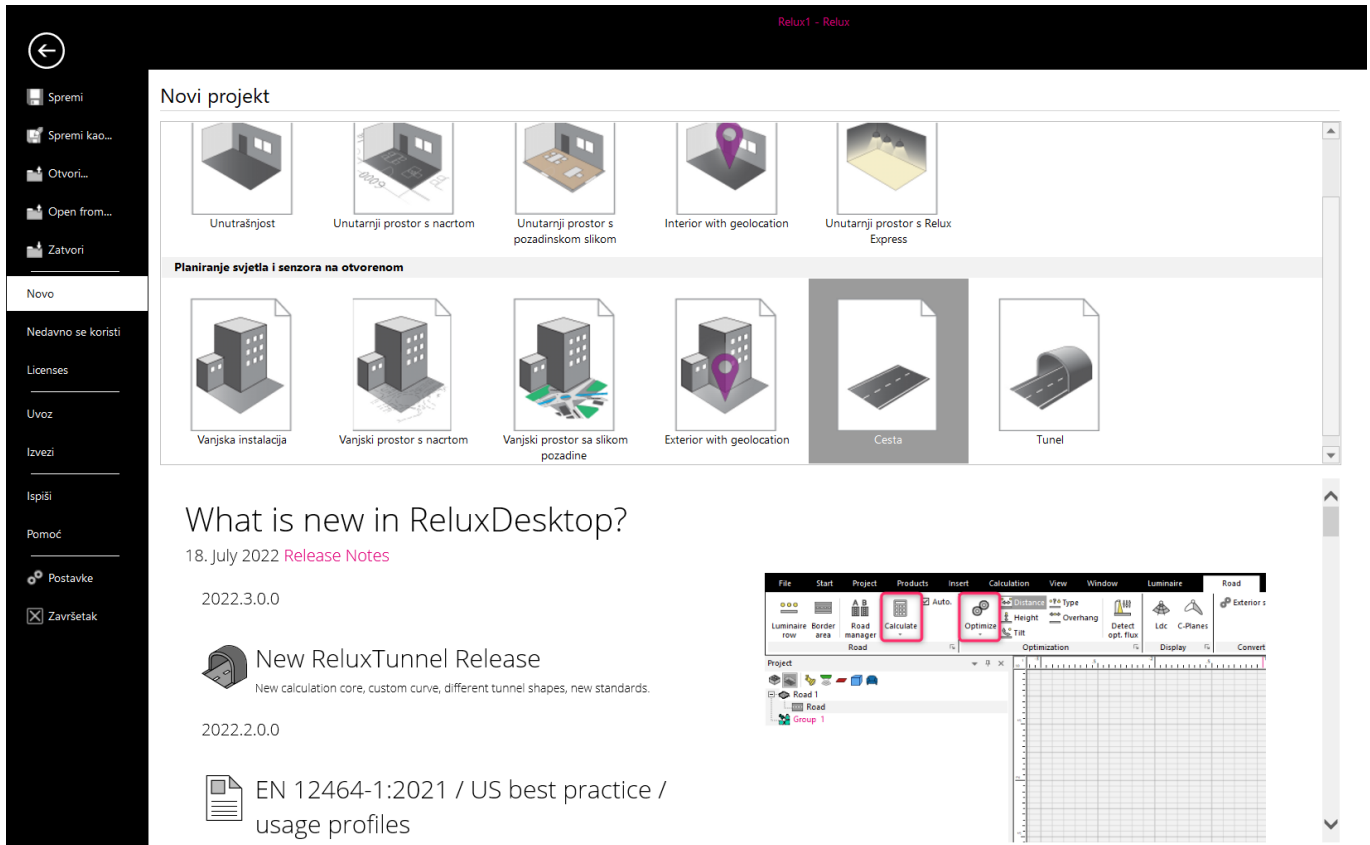 Relux1 - Relux
Spremi
Spremi kao...
Otvori...
Open from...
Zatvori
Novo
Nedavno se koristi
Licenses
Uvoz
Izvezi
Ispiši
Pomoć
Postavke
Završetak
Novi projekt
0009
Unutrašnjost
Unutarnji prostor s nacrtom
Unutarnji prostor s
pozadinskom slikom
Interior with geolocation
Unutarnji prostor s Relux
Express
Planiranje svjetla i senzora na otvorenom
Vanjska instalacija
Vanjski prostor s nacrtom
Vanjski prostor sa slikom
pozadine
Exterior with geolocation
Cesta
Tunel
What is new in ReluxDesktop?
18. July 2022 Release Notes
2022.3.0.0
New ReluxTunnel Release
New calculation core, custom curve, different tunnel shapes, new standards.
2022.2.0.0
EN 12464-1:2021 / US best practice /
usage profiles
File Start Project Products Insert Calculation View Window Luminaire Road
Luminaire
row
Border
area
A B
Road
manager
Calculate
Auto.
Road
Optimize
Distance
Height
Tilt
Type
Overhang
Detect
opt. flux
Optimization
Ldc
C-Planes
Display
Exterior s
Convert
Project
Road 1
Road
Group 1